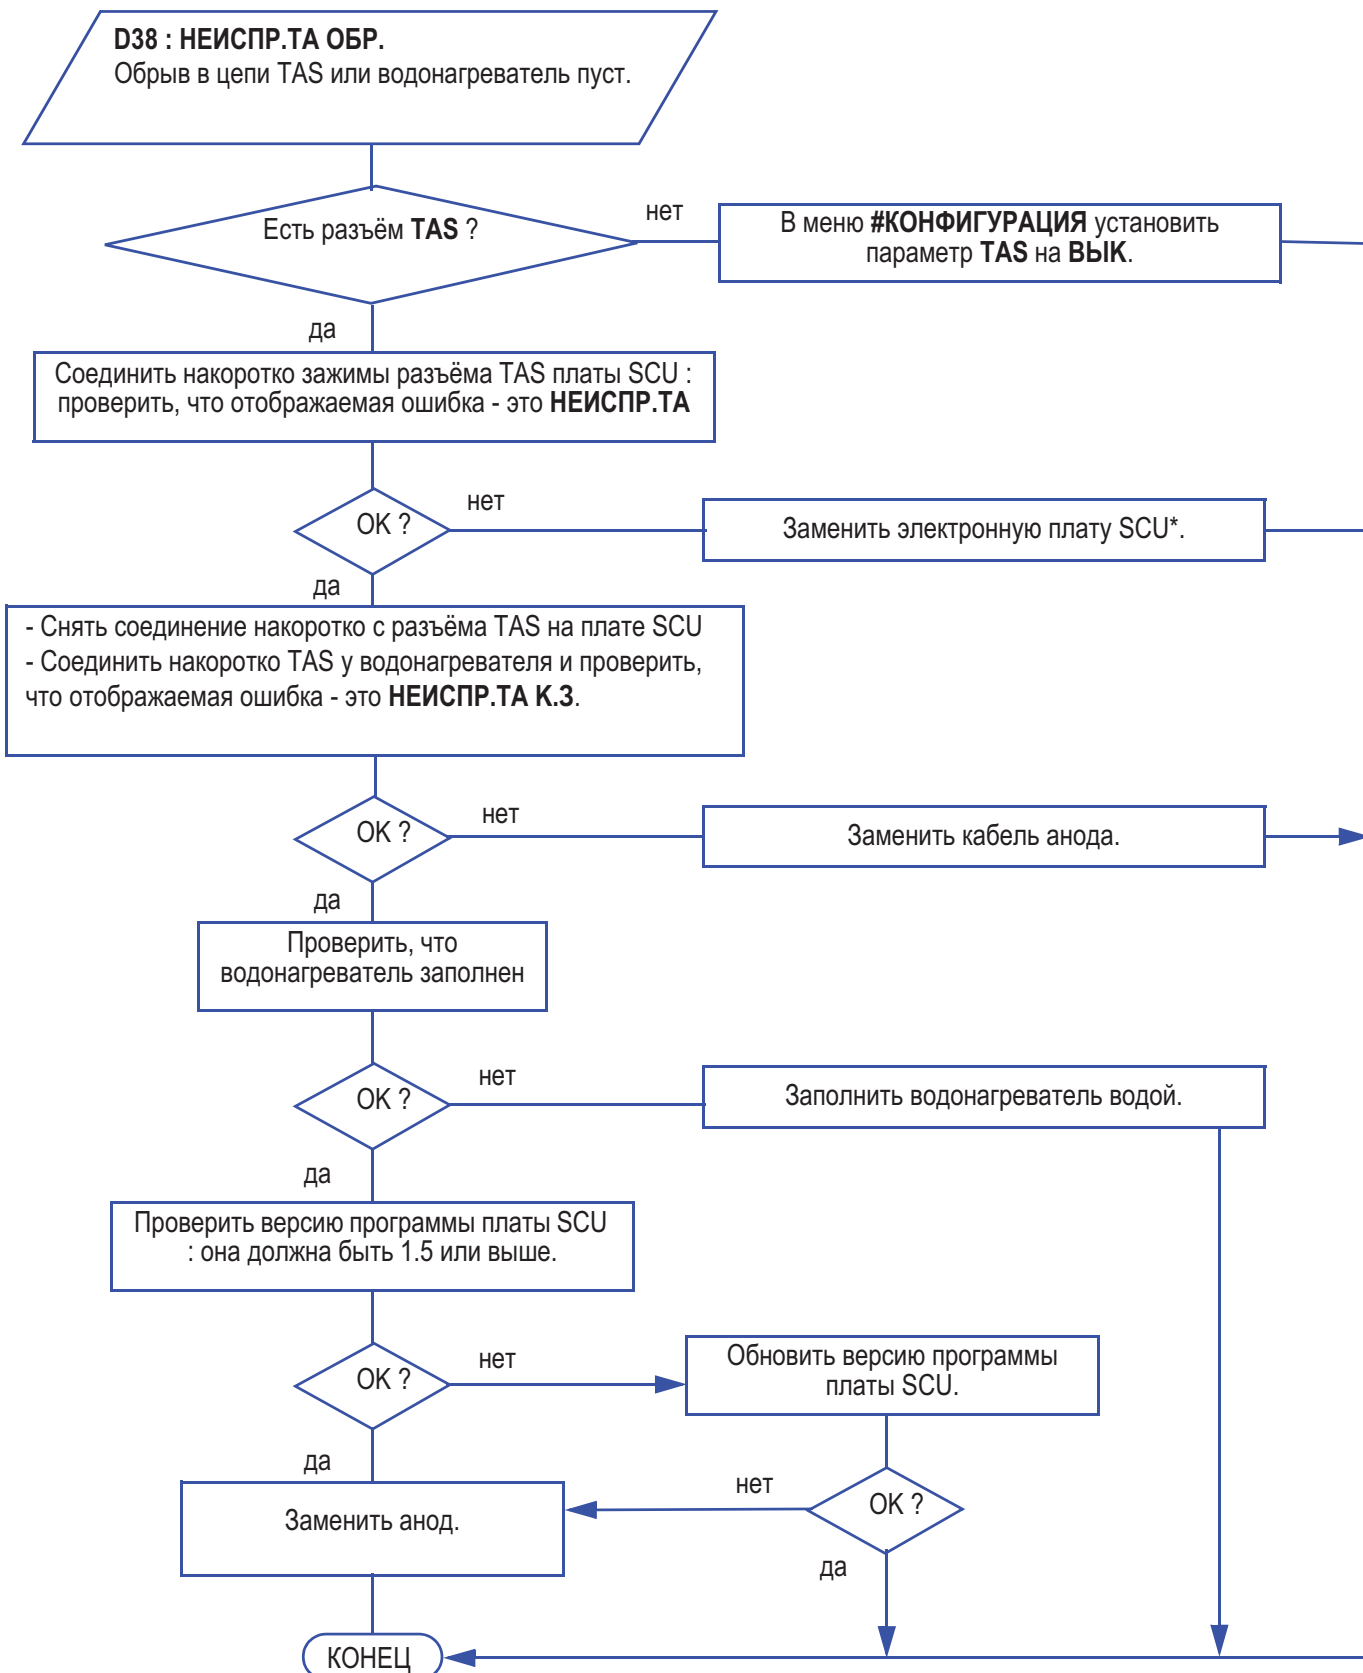 D38 : НЕИСПР.ТА ОБР.
Обрыв в цепи TAS или водонагреватель пуст.
Есть разъём TAS ?
нет
В меню #КОНФИГУРАЦИЯ установить
параметр TAS на ВЫК.
да
Соединить накоротко зажимы разъёма TAS платы SCU :
проверить, что отображаемая ошибка - это НЕИСПР.ТА
OK ?
нет
Заменить электронную плату SCU*.
да
- Снять соединение накоротко с разъёма TAS на плате SCU
- Соединить накоротко TAS у водонагревателя и проверить,
что отображаемая ошибка - это НЕИСПР.ТА К.З.
OK ?
нет
Заменить кабель анода.
да
Проверить, что
водонагреватель заполнен
OK ?
нет
Заполнить водонагреватель водой.
да
Проверить версию программы платы SCU
: она должна быть 1.5 или выше.
OK ?
нет
Обновить версию программы
платы SCU.
да
Заменить анод.
нет
OK ?
да
КОНЕЦ